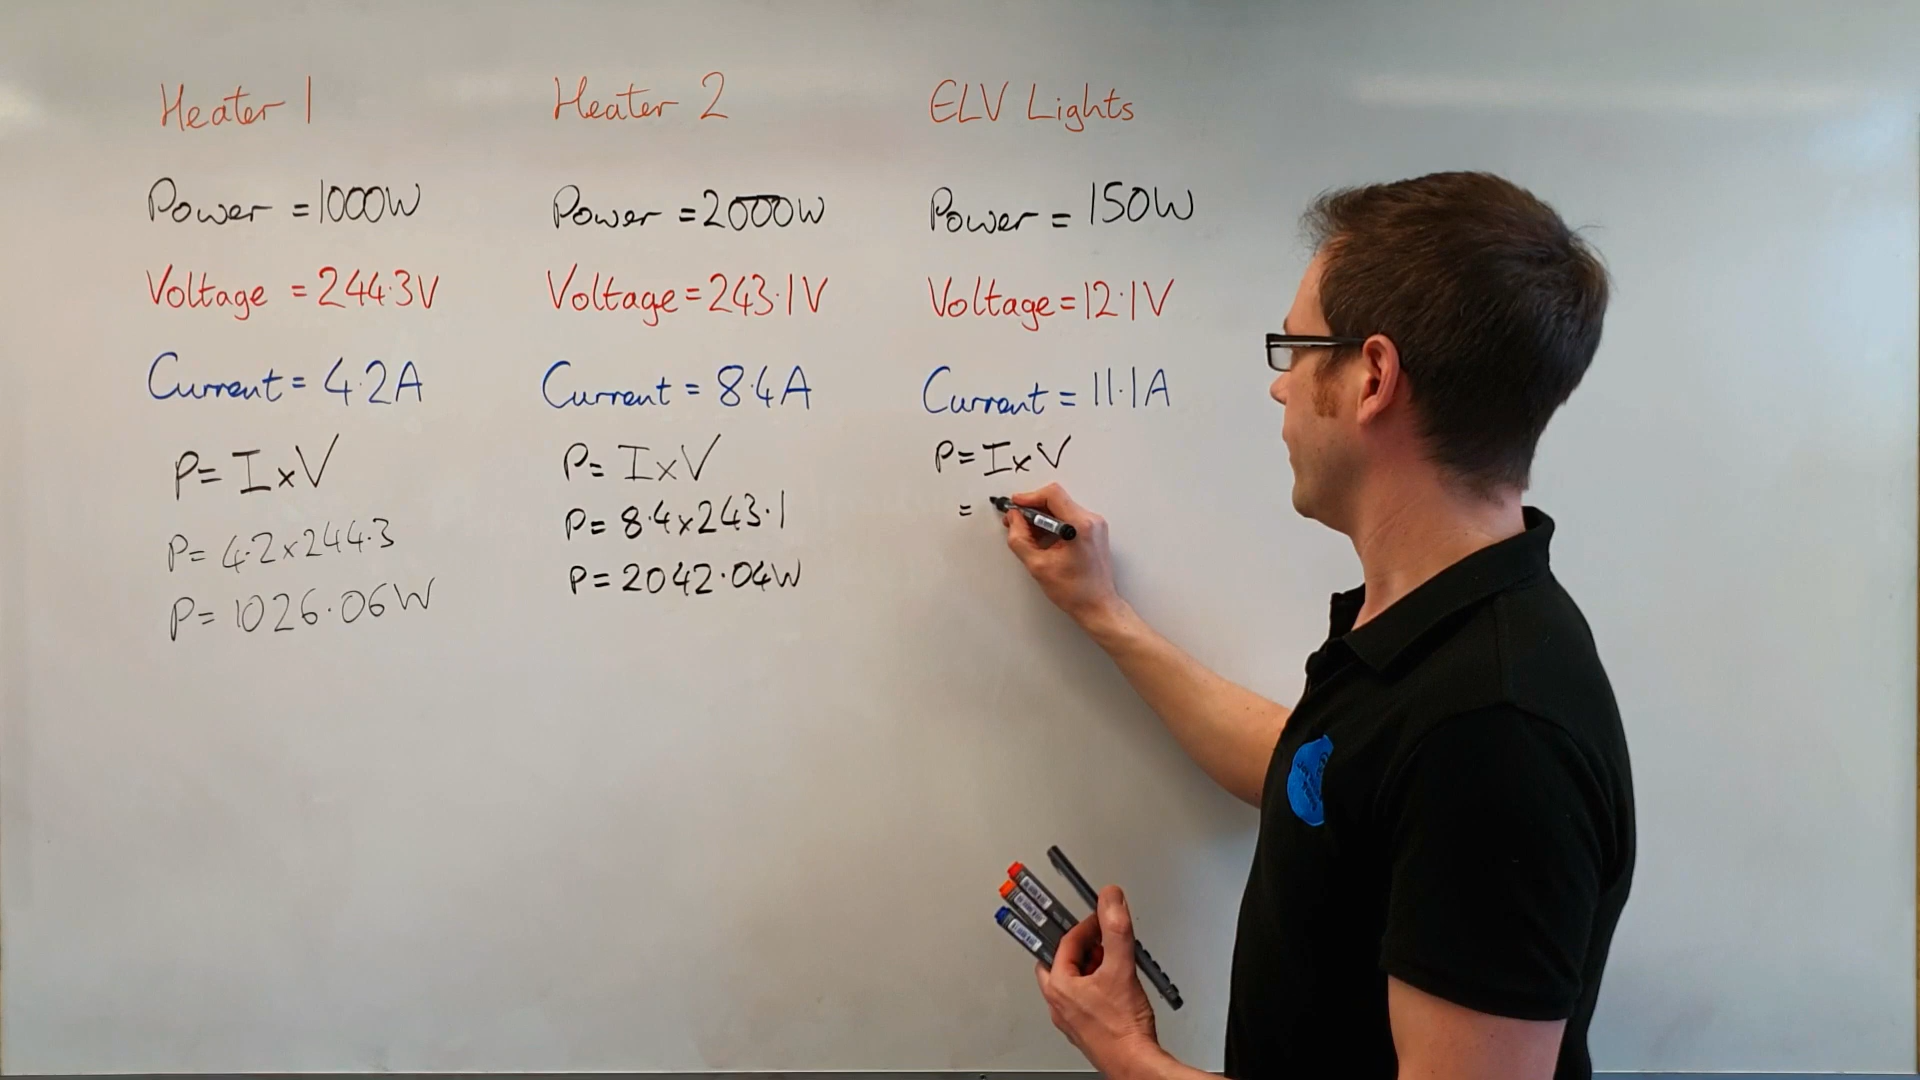 Heater 1
Power = 1000W
Voltage = 244.3V
Current = 4.2A
P = I x V
P = 4.2 x 244.3
P = 1026.06W
Heater 2
Power = 2000W
Voltage = 243.1V
Current = 8.4A
P = I x V
P = 8.4 x 243.1
P = 2042.04W
ELV Lights
Power = 150W
Voltage = 12.1V
Current = 11.1A
P = I x V
=